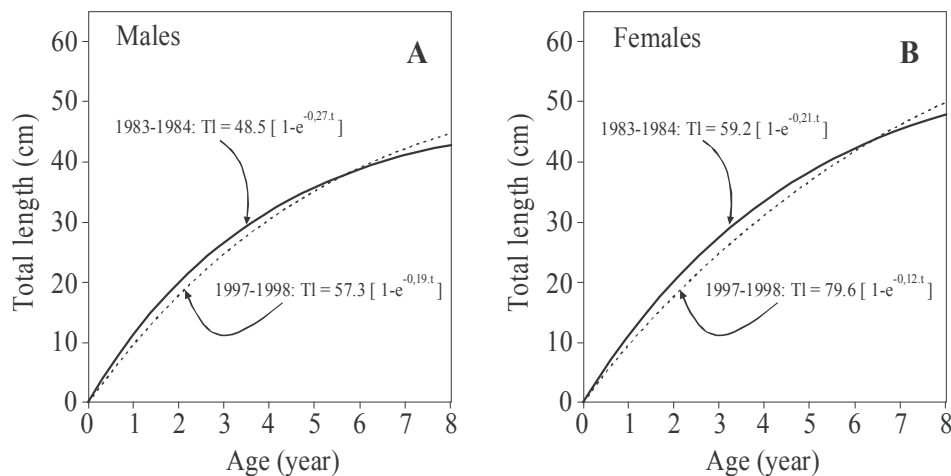 Males
A
1983-1984: Tl = 48.5 [ 1-e^-0,27.t ]
1997-1998: Tl = 57.3 [ 1-e^-0,19.t ]
Total length (cm)
60
50
40
30
20
10
0
0 1 2 3 4 5 6 7 8
Age (year)
Females
B
1983-1984: Tl = 59.2 [ 1-e^-0,21.t ]
1997-1998: Tl = 79.6 [ 1-e^-0,12.t ]
Total length (cm)
60
50
40
30
20
10
0
0 1 2 3 4 5 6 7 8
Age (year)